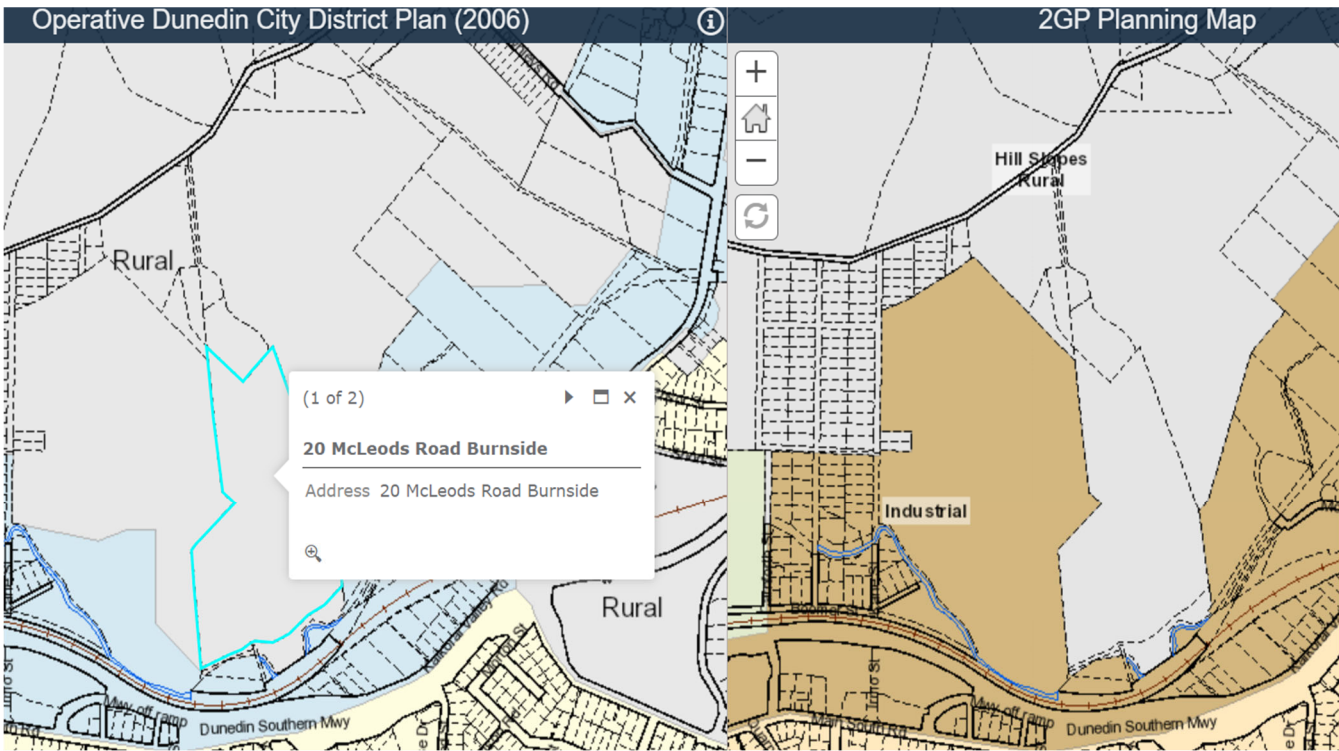 Operative Dunedin City District Plan (2006)
2GP Planning Map
Rural
(1 of 2)
20 McLeods Road Burnside
Address 20 McLeods Road Burnside
Rural
Mwy off ramp
Dunedin Southern Mwy
Hill Slopes
Rural
Industrial
Main South Rd
Mwy off ramp
Dunedin Southern Mwy